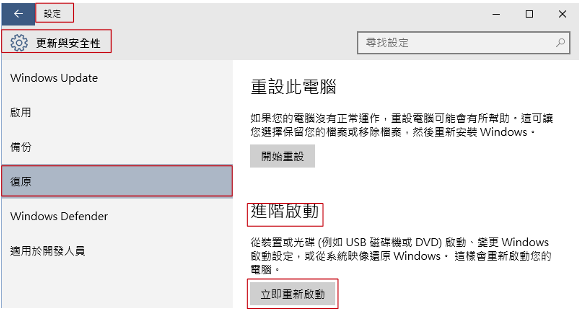 設定
更新與安全性
尋找設定
Windows Update
啟用
備份
復原
Windows Defender
適用於開發人員
重設此電腦
如果您的電腦沒有正常運作，重設電腦可能會有所幫助。這可讓
您選擇保留您的檔案或移除檔案，然後重新安裝 Windows。
開始重設
進階啟動
從裝置或光碟 (例如 USB 磁碟機或 DVD) 啟動、變更 Windows
啟動設定，或從系統映像還原 Windows。 這樣會重新啟動您的
電腦。
立即重新啟動